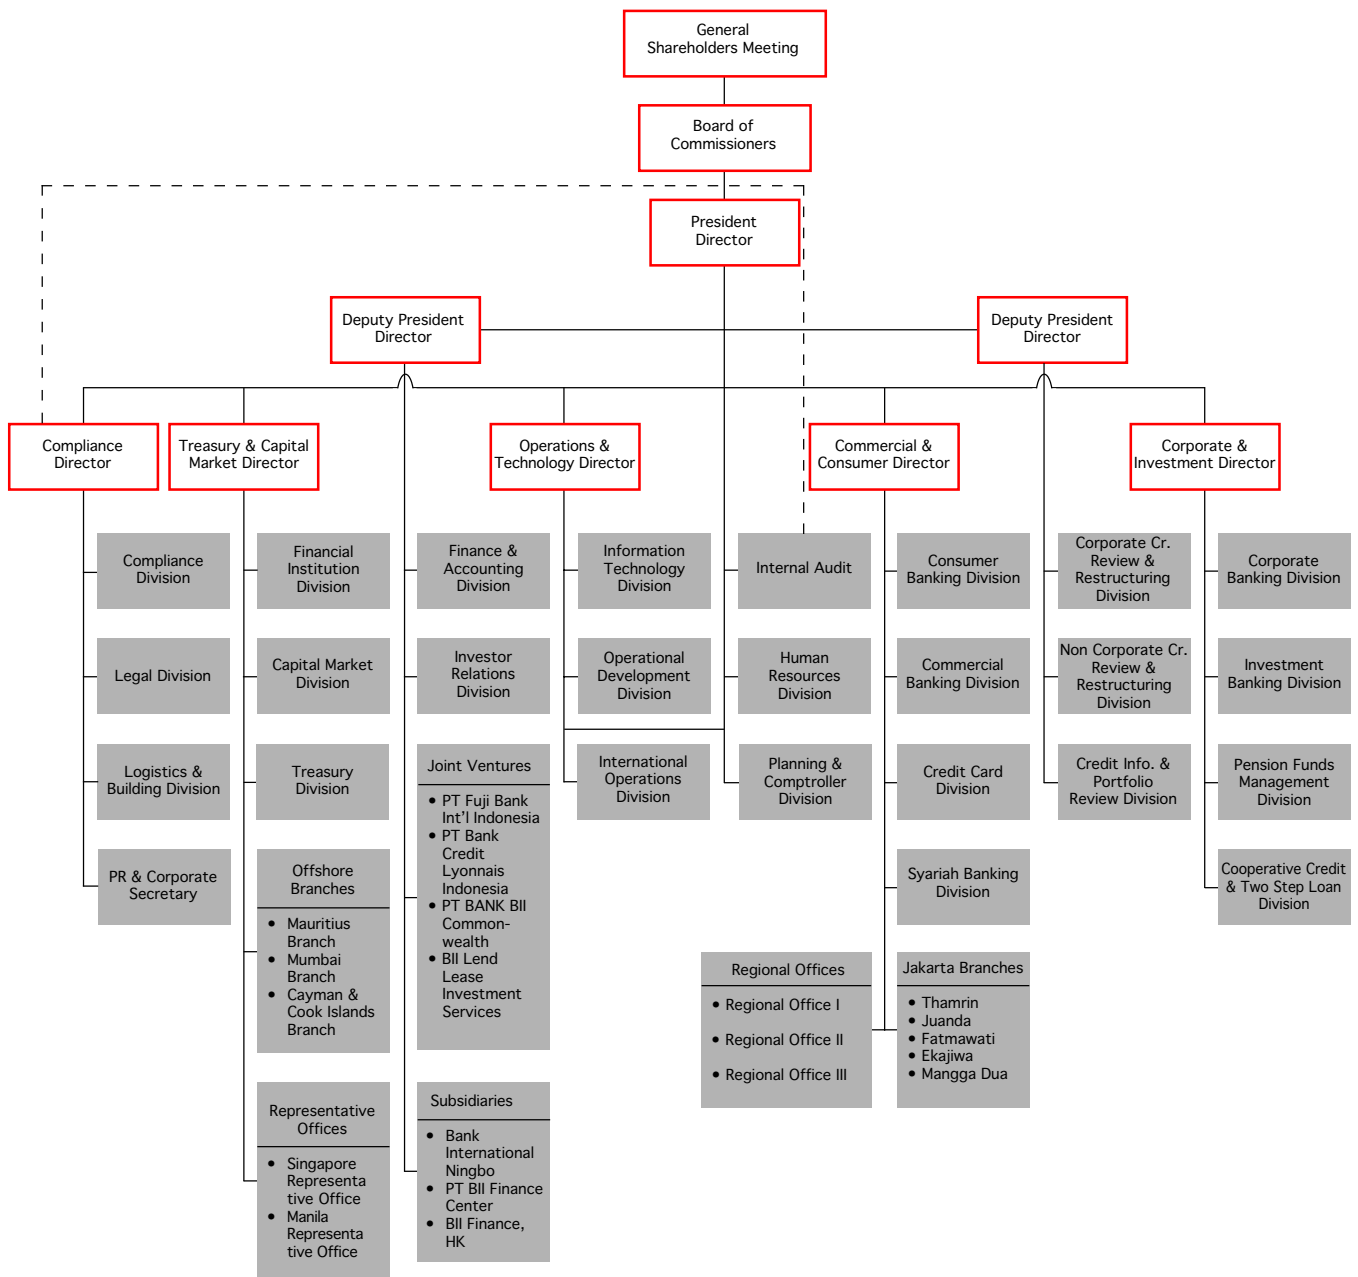 General
Shareholders Meeting
Board of
Commissioners
President
Director
Deputy President
Director
Deputy President
Director
Compliance
Director
Treasury & Capital
Market Director
Operations &
Technology Director
Commercial &
Consumer Director
Corporate &
Investment Director
Compliance
Division
Financial
Institution
Division
Finance &
Accounting
Division
Information
Technology
Division
Internal Audit
Consumer
Banking Division
Corporate Cr.
Review &
Restructuring
Division
Corporate
Banking Division
Legal Division
Capital Market
Division
Investor
Relations
Division
Operational
Development
Division
Human
Resources
Division
Commercial
Banking Division
Non Corporate Cr.
Review &
Restructuring
Division
Investment
Banking Division
Logistics &
Building Division
Treasury
Division
Joint Ventures
• PT Fuji Bank
Int'l Indonesia
• PT Bank
Credit
Lyonnais
Indonesia
• PT BANK BII
Common-
wealth
• BII Lend
Lease
Investment
Services
International
Operations
Division
Planning &
Comptroller
Division
Credit Card
Division
Credit Info. &
Portfolio
Review Division
Pension Funds
Management
Division
PR & Corporate
Secretary
Offshore
Branches
• Mauritius
Branch
• Mumbai
Branch
• Cayman &
Cook Islands
Branch
Syariah Banking
Division
Cooperative Credit
& Two Step Loan
Division
Regional Offices
• Regional Office I
• Regional Office II
• Regional Office III
Jakarta Branches
• Thamrin
• Juanda
• Fatmawati
• Ekajiwa
• Mangga Dua
Representative
Offices
• Singapore
Representa
tive Office
• Manila
Representa
tive Office
Subsidiaries
• Bank
International
Ningbo
• PT BII Finance
Center
• BII Finance,
HK